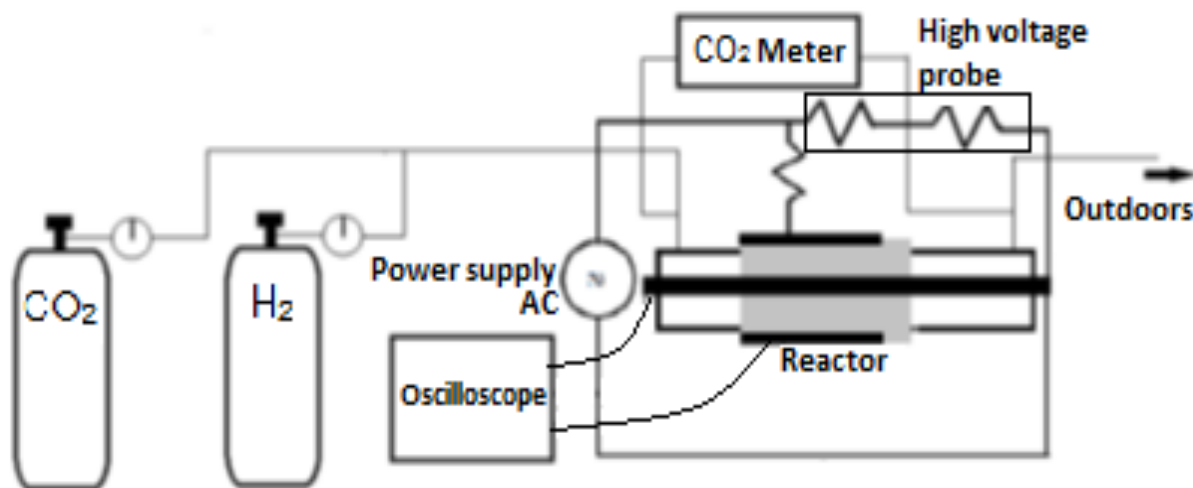 CO₂ Meter
High voltage
probe
Outdoors
Power supply
AC
CO₂
H₂
Reactor
Oscilloscope